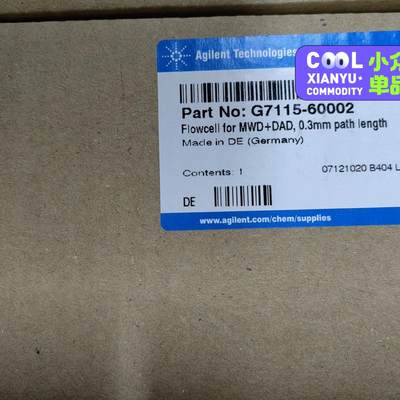 Agilent Technologies
COOL
XIANYU
COMMODITY
小众
单品
Part No: G7115-60002
Flowcell for MWD+DAD, 0.3mm path length
Made in DE (Germany)
Contents: 1
07121020 B404 L
DE
www.agilent.com/chem/supplies